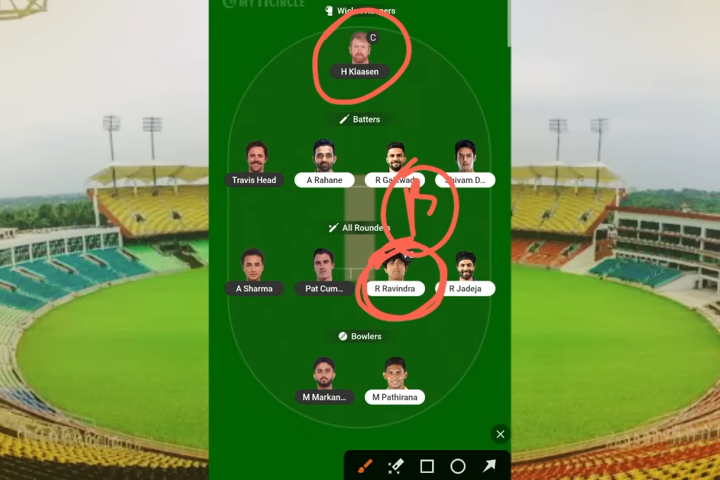 MY11CIRCLE
Wicket Keepers
C
H Klaasen
Batters
Travis Head
A Rahane
R Gaikwad
Shivam D...
All Rounders
A Sharma
Pat Cum...
R Ravindra
R Jadeja
Bowlers
M Markan...
M Pathirana